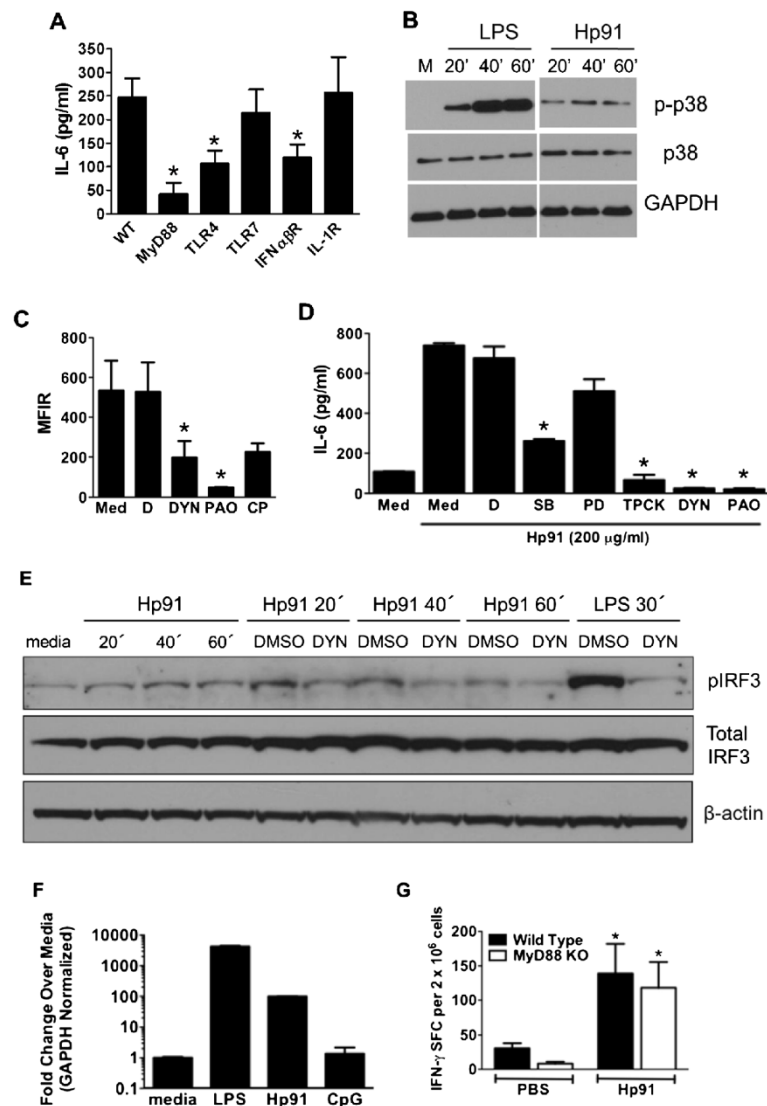 A
IL-6 (pg/ml)
300
250
200
150
100
50
0
WT
MyD88
TLR4
TLR7
IFNαβR
IL-1R
* * *
B
LPS Hp91
M 20' 40' 60' 20' 40' 60'
p-p38
p38
GAPDH
C
MFIR
800
600
400
200
0
* *
Med D DYN PAO CP
D
IL-6 (pg/ml)
800
600
400
200
0
* * * *
Med Med D SB PD TPCK DYN PAO
Hp91 (200 µg/ml)
E
Hp91 Hp91 20´ Hp91 40´ Hp91 60´ LPS 30´
media 20´ 40´ 60´ DMSO DYN DMSO DYN DMSO DYN DMSO DYN
pIRF3
Total
IRF3
β-actin
F
Fold Change Over Media
(GAPDH Normalized)
10000
1000
100
10
1
0.1
media LPS Hp91 CpG
G
IFN-γ SFC per 2 x 10⁶ cells
200
150
100
50
0
Wild Type
MyD88 KO
* *
PBS Hp91